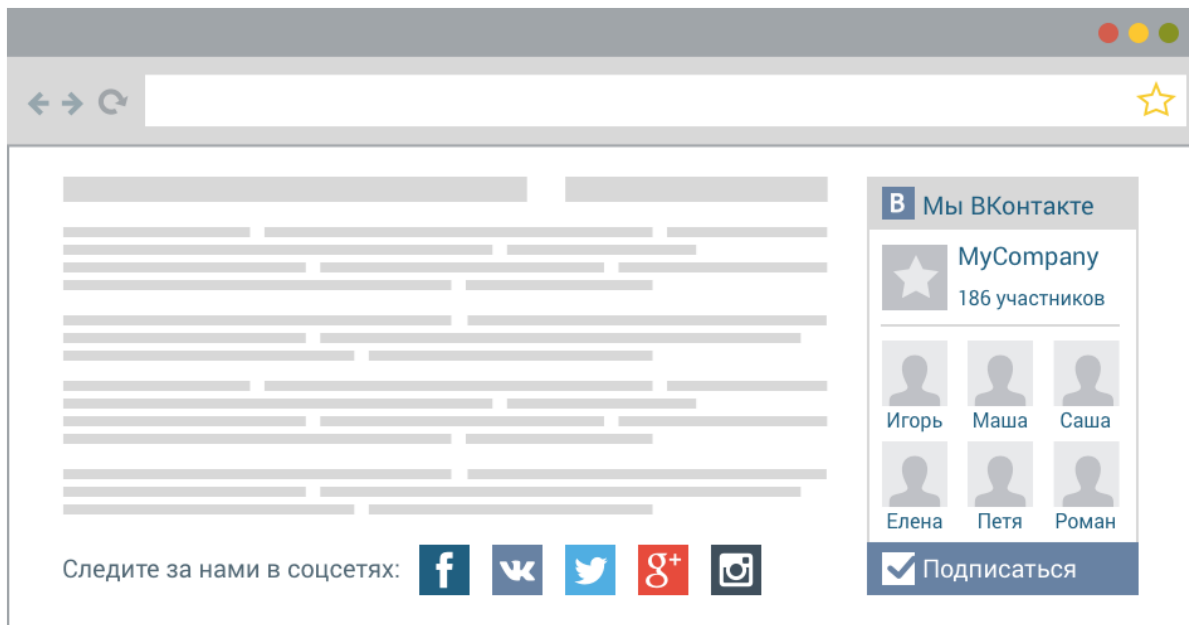 B Мы ВКонтакте
MyCompany
186 участников
Игорь Маша Саша
Елена Петя Роман
Следите за нами в соцсетях: f g+
Подписаться